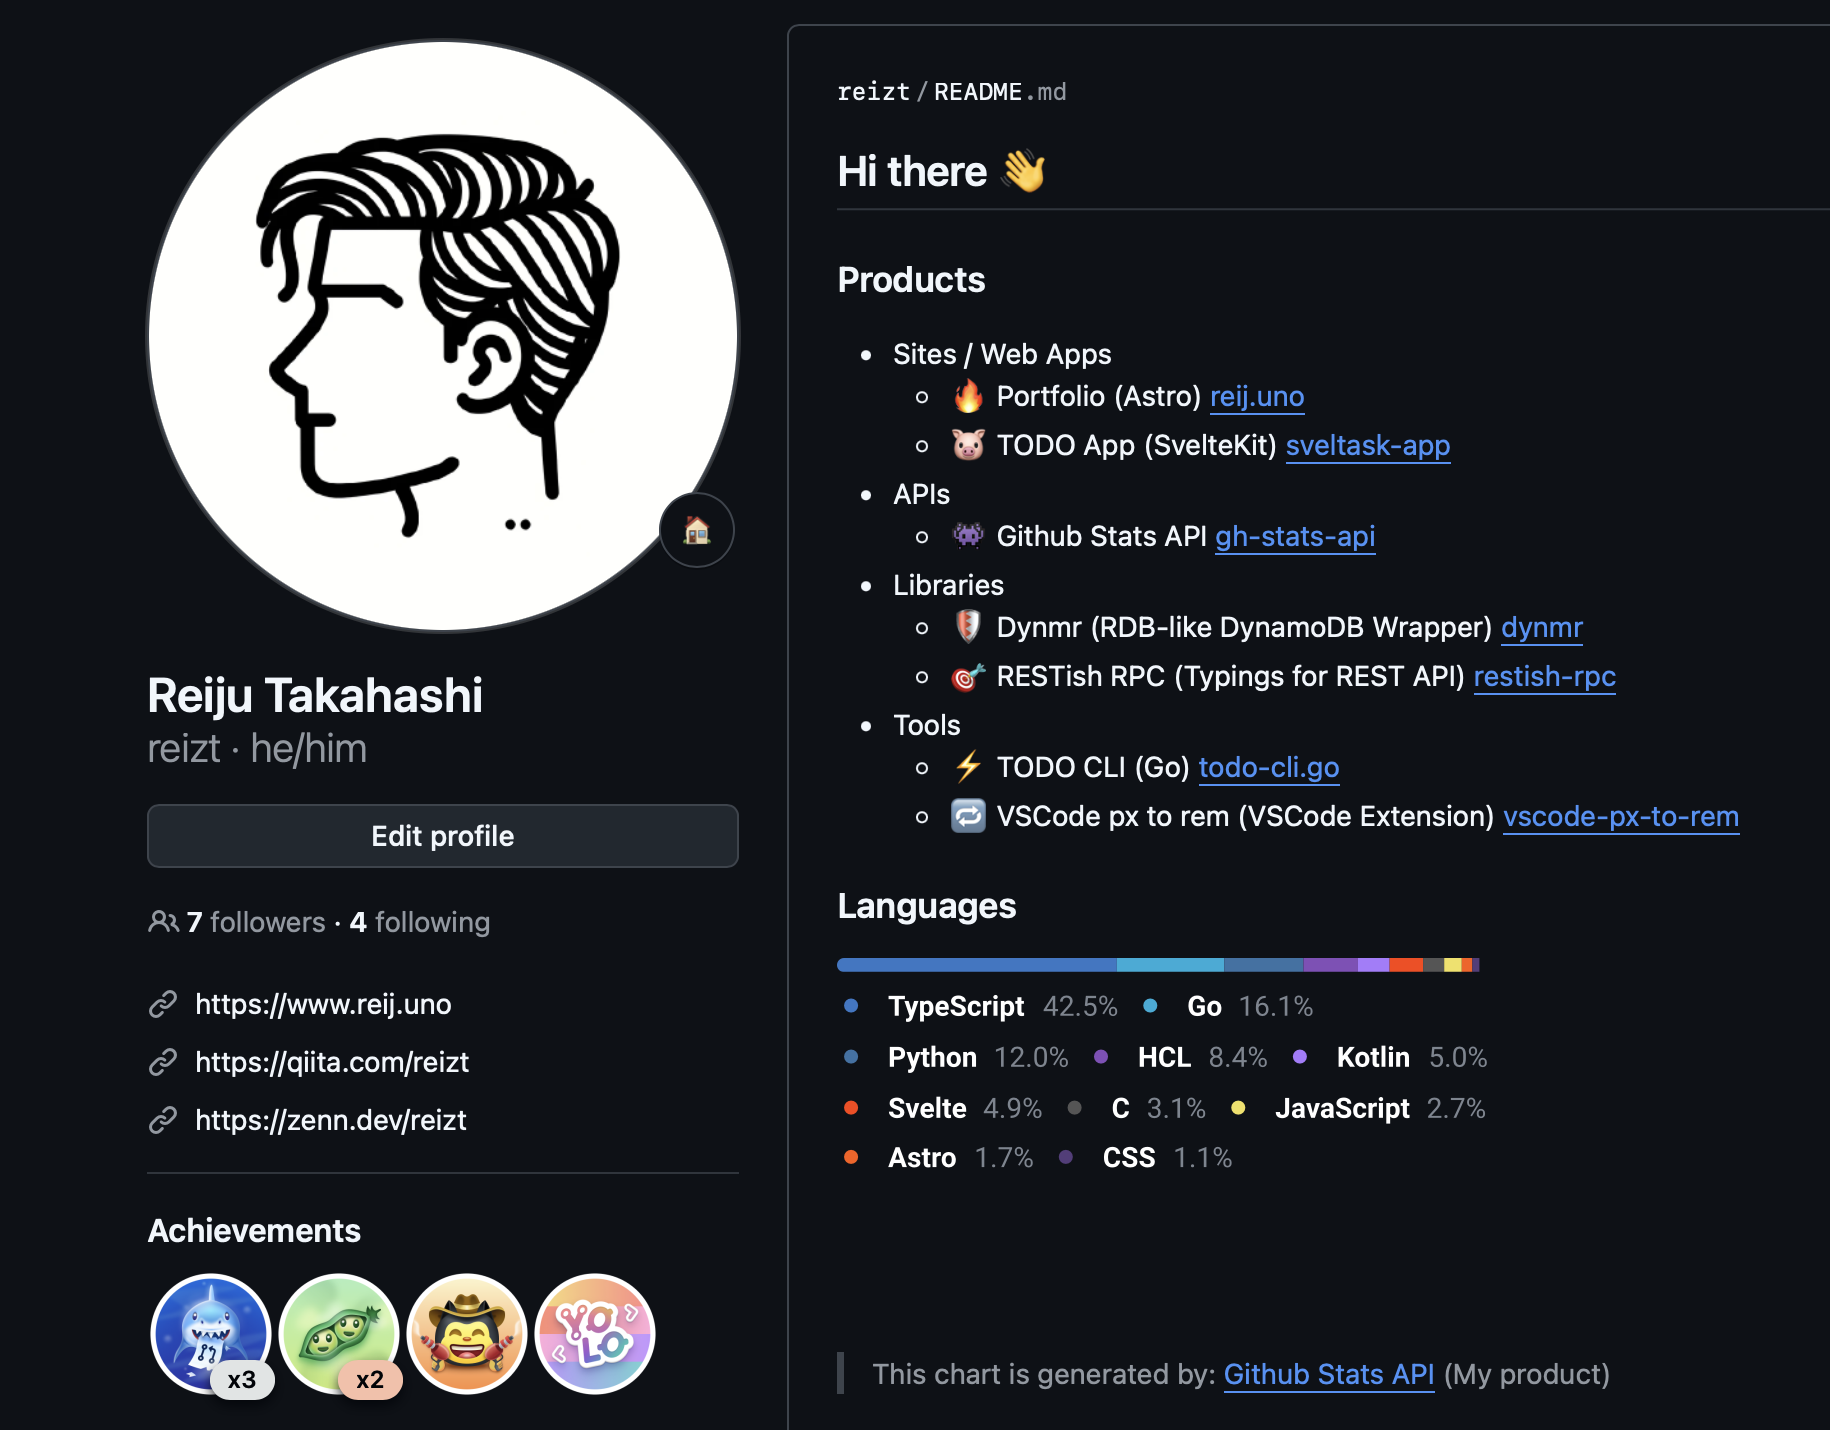 Reiju Takahashi
reizt · he/him
Edit profile
7 followers · 4 following
https://www.reij.uno
https://qiita.com/reizt
https://zenn.dev/reizt
Achievements
x3
x2
YOLO
reizt / README.md
Hi there 👋
Products
Sites / Web Apps
🔥 Portfolio (Astro) reij.uno
🐷 TODO App (SvelteKit) sveltask-app
APIs
👾 Github Stats API gh-stats-api
Libraries
🛡️ Dynmr (RDB-like DynamoDB Wrapper) dynmr
🎯 RESTish RPC (Typings for REST API) restish-rpc
Tools
⚡ TODO CLI (Go) todo-cli.go
🔁 VSCode px to rem (VSCode Extension) vscode-px-to-rem
Languages
TypeScript 42.5% Go 16.1%
Python 12.0% HCL 8.4% Kotlin 5.0%
Svelte 4.9% C 3.1% JavaScript 2.7%
Astro 1.7% CSS 1.1%
This chart is generated by: Github Stats API (My product)